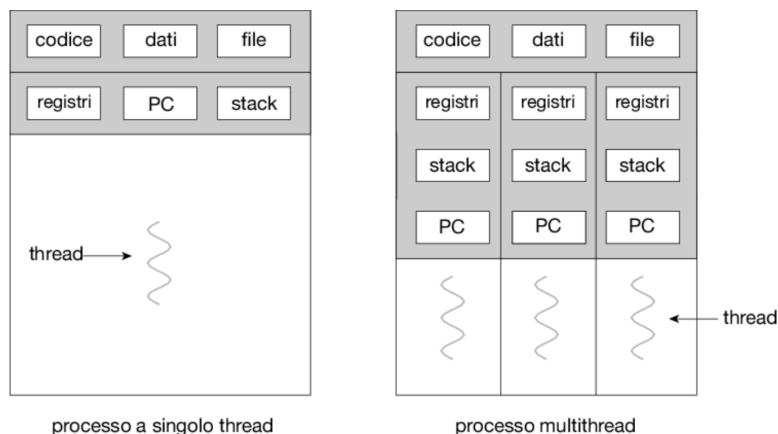 codice dati file
registri PC stack
thread
processo a singolo thread
codice dati file
registri registri registri
stack stack stack
PC PC PC
thread
processo multithread